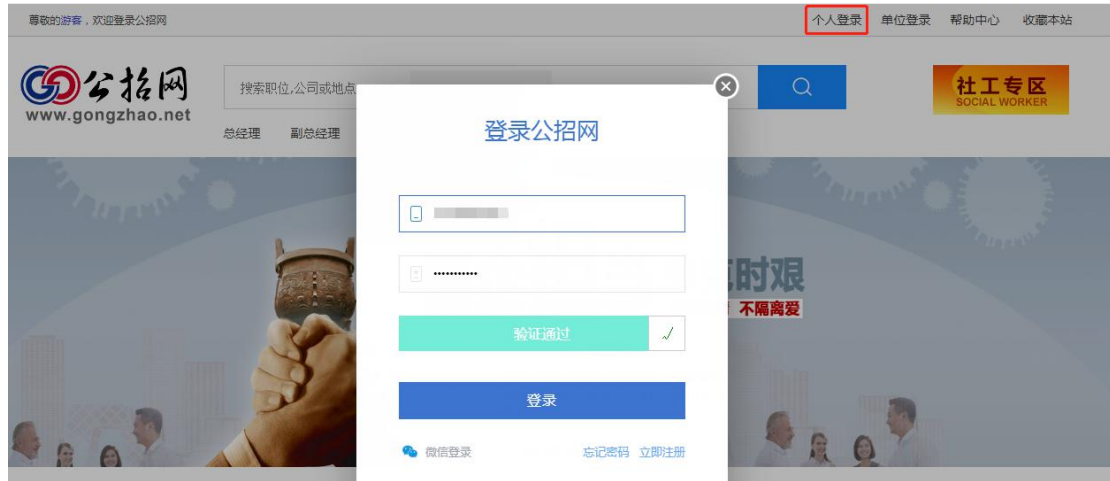 尊敬的游客，欢迎登录公招网
个人登录 单位登录 帮助中心 收藏本站
公招网
www.gongzhao.net
搜索职位,公司或地点
社工专区
SOCIAL WORKER
总经理 副总经理
登录公招网
验证通过
登录
微信登录 忘记密码 立即注册
时艰
不隔离爱